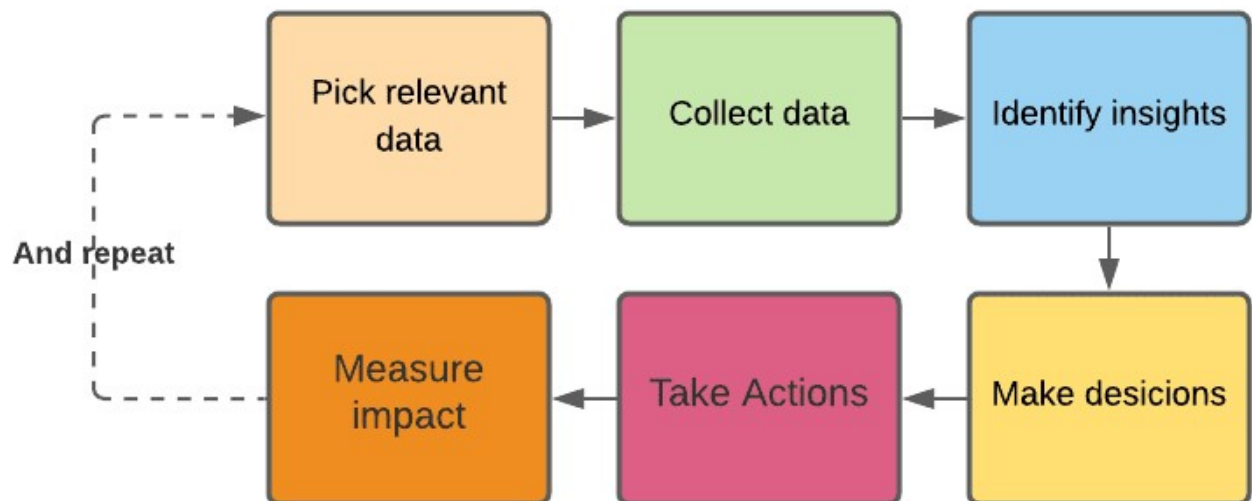 Pick relevant
data
Collect data
Identify insights
And repeat
Measure
impact
Take Actions
Make desicions